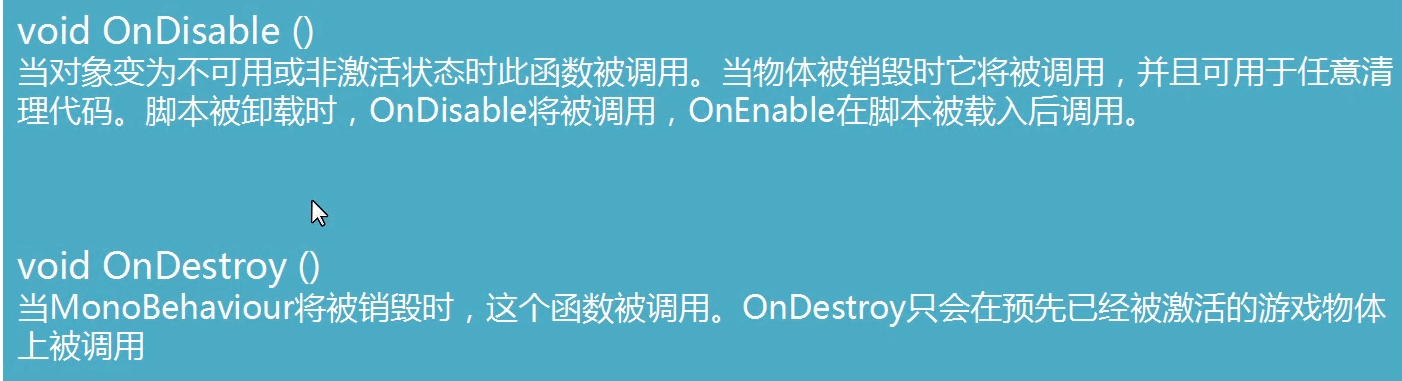 void OnDisable ()
当对象变为不可用或非激活状态时此函数被调用。当物体被销毁时它将被调用，并且可用于任意清
理代码。脚本被卸载时，OnDisable将被调用，OnEnable在脚本被载入后调用。
void OnDestroy ()
当MonoBehaviour将被销毁时，这个函数被调用。OnDestroy只会在预先已经被激活的游戏物体
上被调用